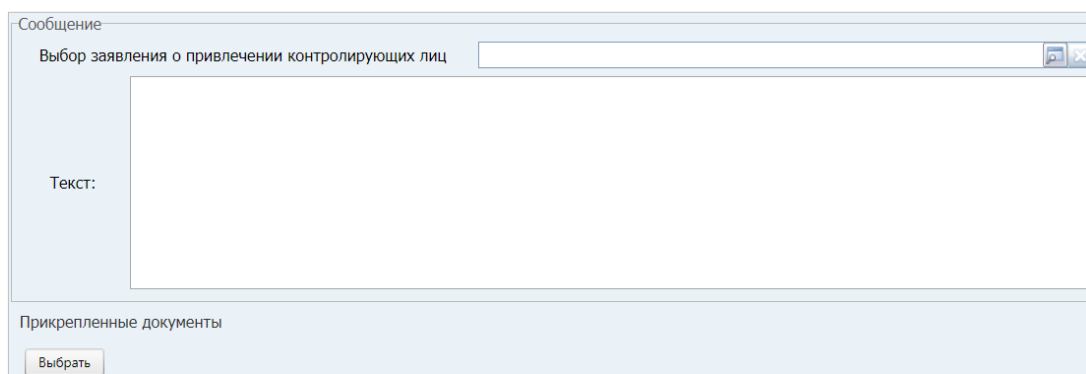 Сообщение
Выбор заявления о привлечении контролирующих лиц
Текст:
Прикрепленные документы
Выбрать